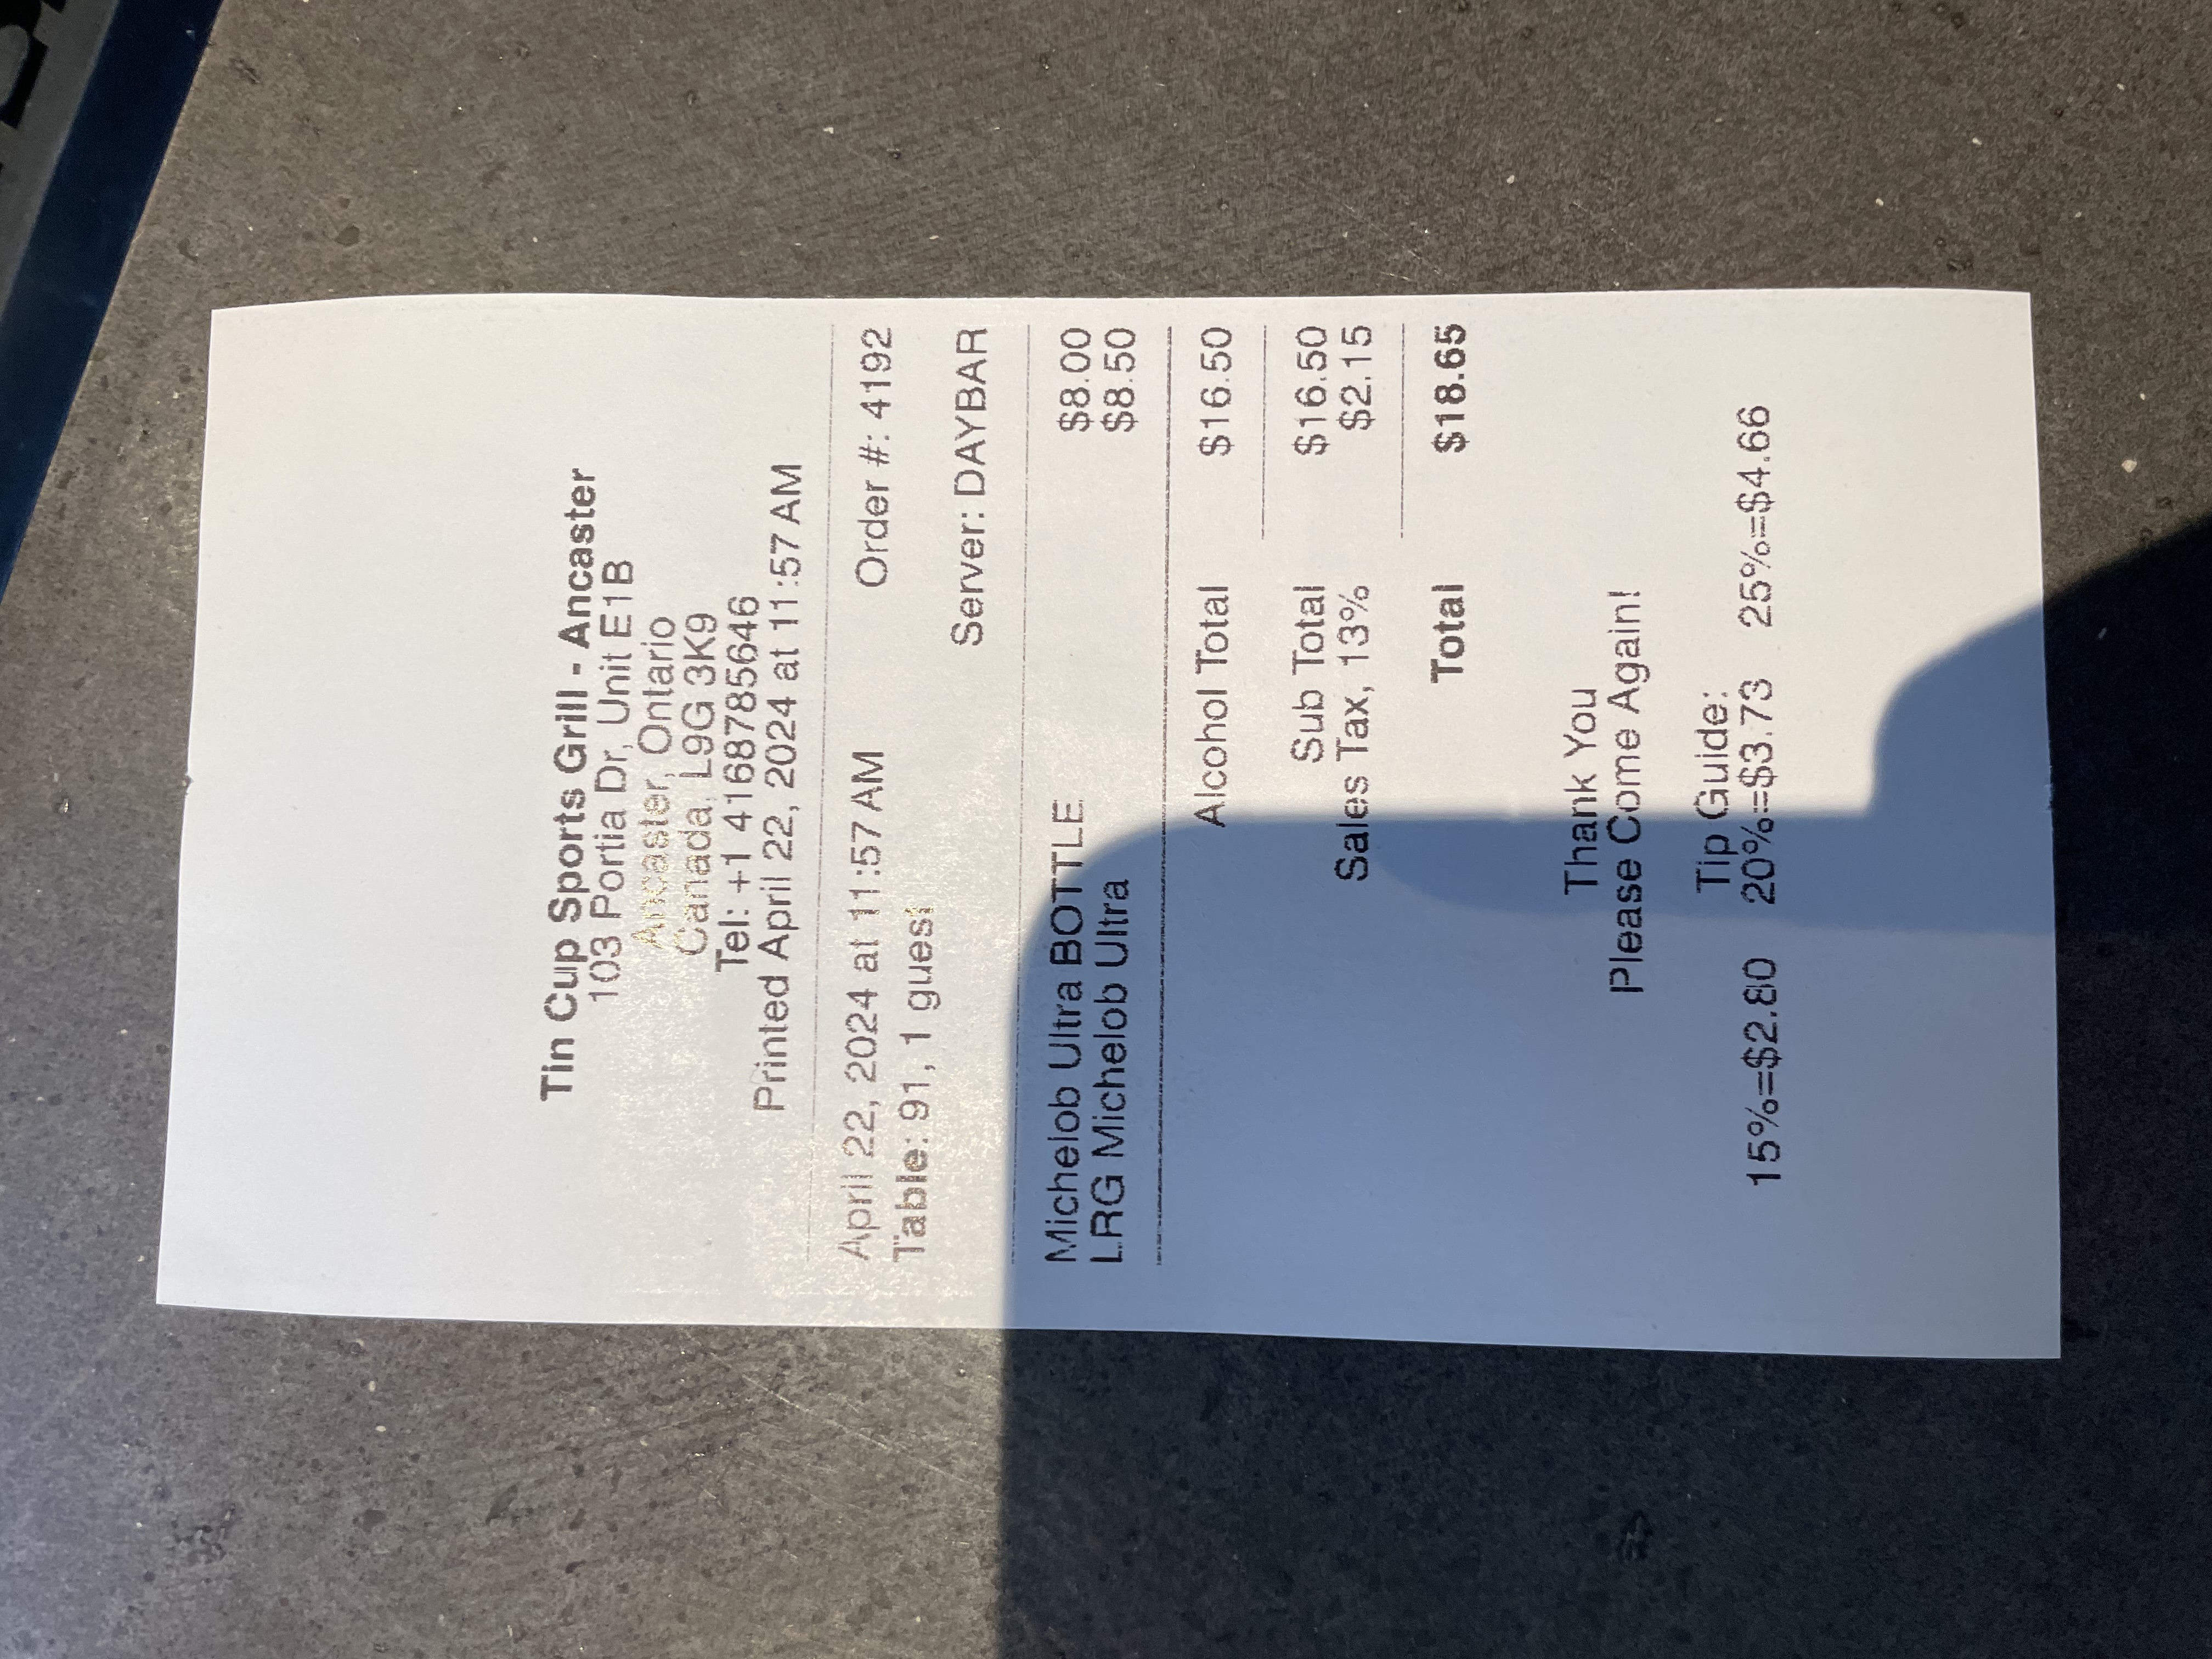 Tin Cup Sports Grill - Ancaster
103 Portia Dr, Unit E1B
Ancaster, Ontario
Canada, L9G 3K9
Tel: +1 4168785646
Printed April 22, 2024 at 11:57 AM
April 22, 2024 at 11:57 AM Order #: 4192
Table: 91, 1 guest
Server: DAYBAR
Michelob Ultra BOTTLE $8.00
LRG Michelob Ultra $8.50
Alcohol Total $16.50
Sub Total $16.50
Sales Tax, 13% $2.15
Total $18.65
Thank You
Please Come Again!
Tip Guide:
15%=$2.80 20%=$3.73 25%=$4.66